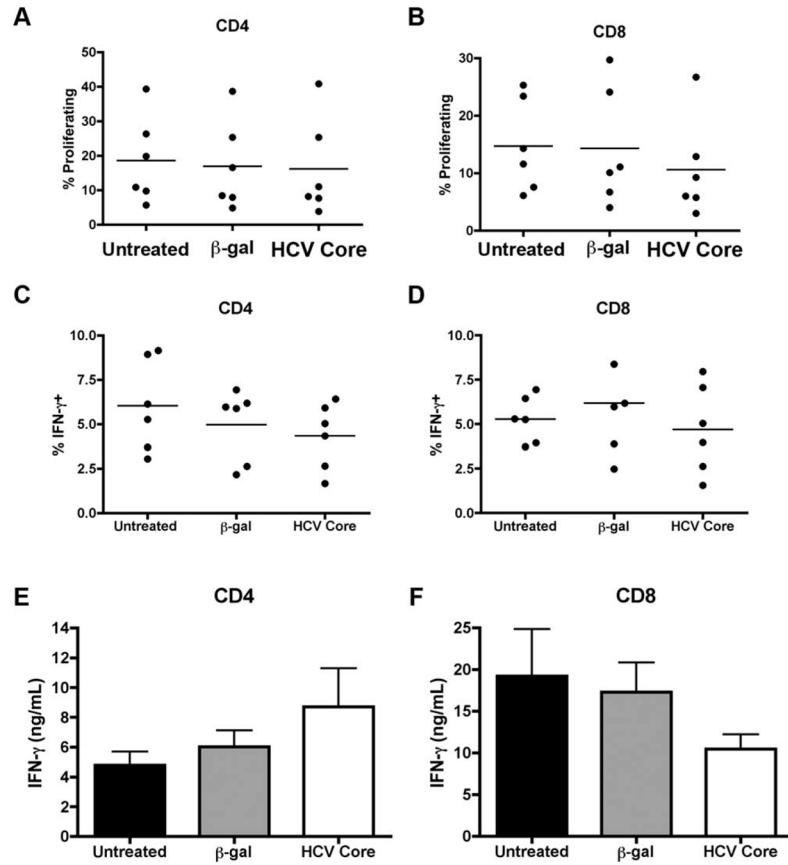 A
CD4
% Proliferating
50
40
30
20
10
0
Untreated β-gal HCV Core
B
CD8
% Proliferating
30
20
10
0
Untreated β-gal HCV Core
C
CD4
% IFN-γ+
10.0
7.5
5.0
2.5
0.0
Untreated β-gal HCV Core
D
CD8
% IFN-γ+
10.0
7.5
5.0
2.5
0.0
Untreated β-gal HCV Core
E
CD4
IFN-γ (ng/mL)
14
12
10
8
6
4
2
0
Untreated β-gal HCV Core
F
CD8
IFN-γ (ng/mL)
25
20
15
10
5
0
Untreated β-gal HCV Core